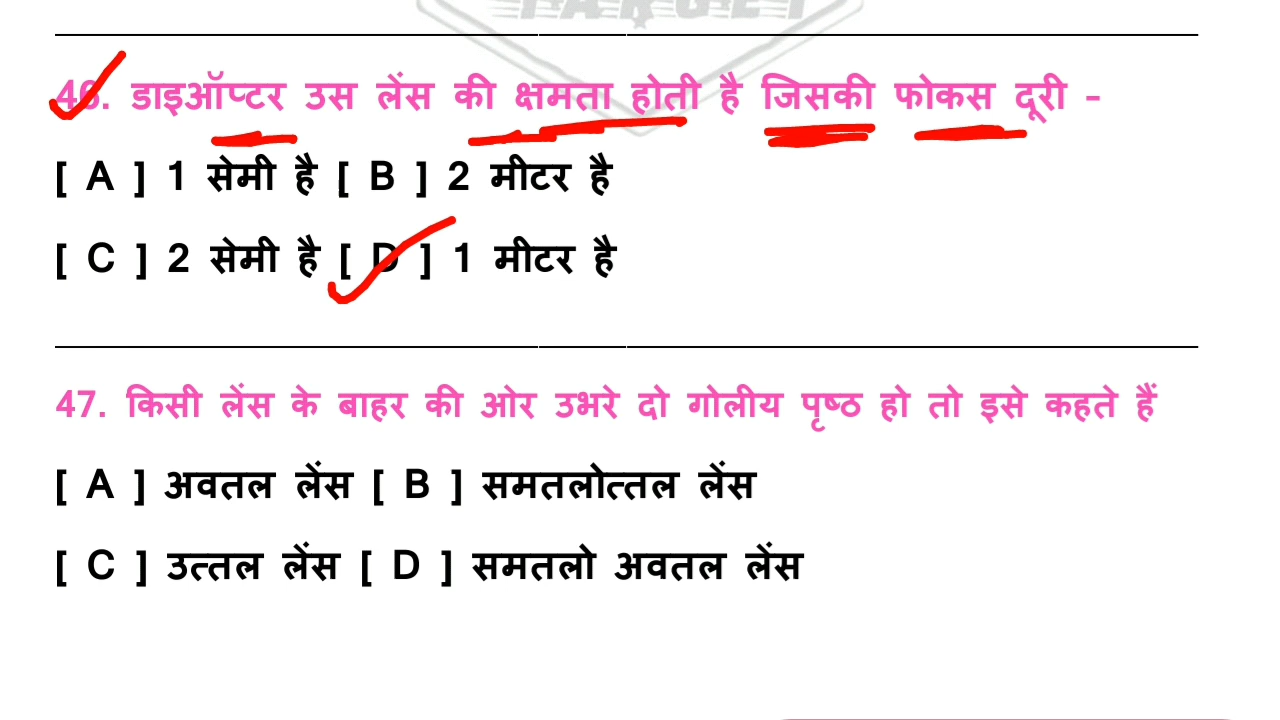 TARGET
46. डाइऑप्टर उस लेंस की क्षमता होती है जिसकी फोकस दूरी -
[ A ] 1 सेमी है [ B ] 2 मीटर है
[ C ] 2 सेमी है [ D ] 1 मीटर है
47. किसी लेंस के बाहर की ओर उभरे दो गोलीय पृष्ठ हो तो इसे कहते हैं
[ A ] अवतल लेंस [ B ] समतलोत्तल लेंस
[ C ] उत्तल लेंस [ D ] समतलो अवतल लेंस